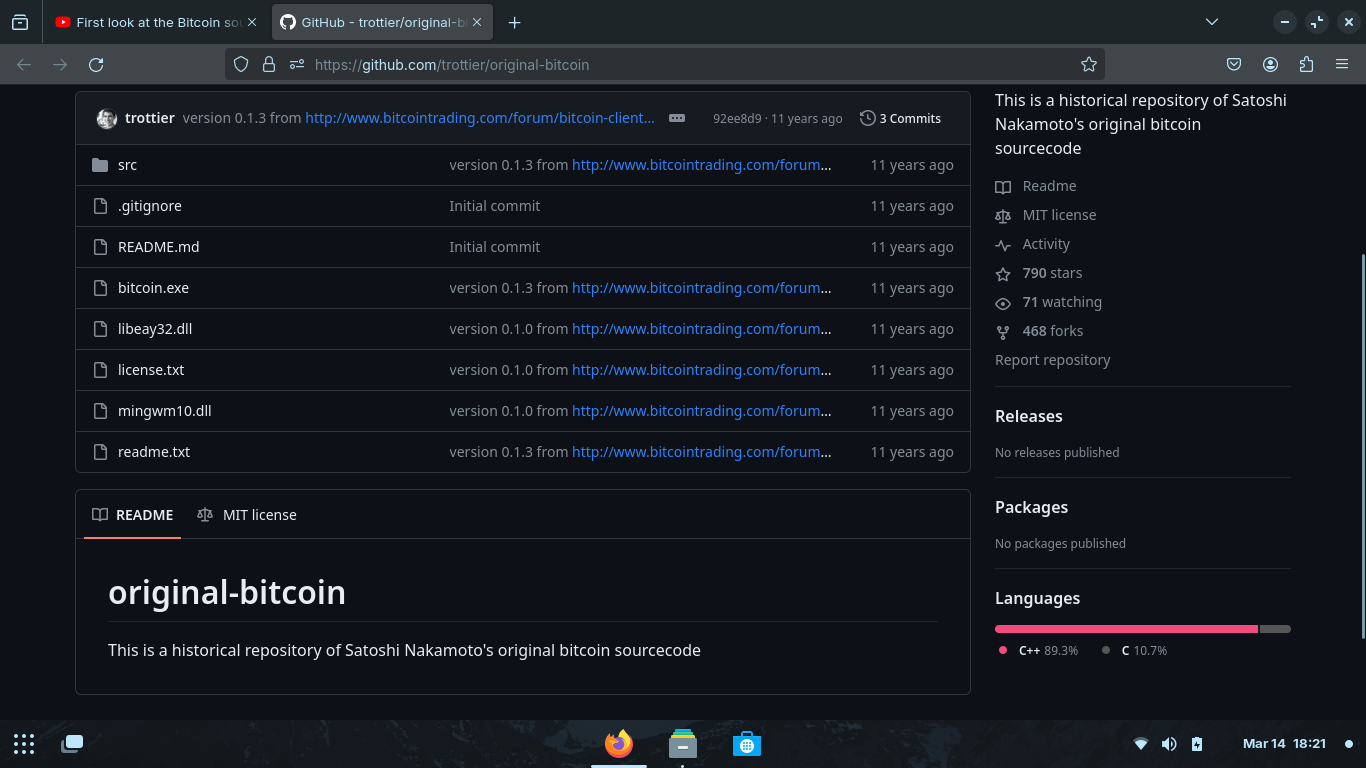 First look at the Bitcoin so
GitHub - trottier/original-b
https://github.com/trottier/original-bitcoin
trottier version 0.1.3 from http://www.bitcointrading.com/forum/bitcoin-client... 92ee8d9 · 11 years ago 3 Commits
src version 0.1.3 from http://www.bitcointrading.com/forum... 11 years ago
.gitignore Initial commit 11 years ago
README.md Initial commit 11 years ago
bitcoin.exe version 0.1.3 from http://www.bitcointrading.com/forum... 11 years ago
libeay32.dll version 0.1.0 from http://www.bitcointrading.com/forum... 11 years ago
license.txt version 0.1.0 from http://www.bitcointrading.com/forum... 11 years ago
mingwm10.dll version 0.1.0 from http://www.bitcointrading.com/forum... 11 years ago
readme.txt version 0.1.3 from http://www.bitcointrading.com/forum... 11 years ago
README MIT license
original-bitcoin
This is a historical repository of Satoshi Nakamoto's original bitcoin sourcecode
This is a historical repository of Satoshi
Nakamoto's original bitcoin
sourcecode
Readme
MIT license
Activity
790 stars
71 watching
468 forks
Report repository
Releases
No releases published
Packages
No packages published
Languages
C++ 89.3% C 10.7%
Mar 14 18:21